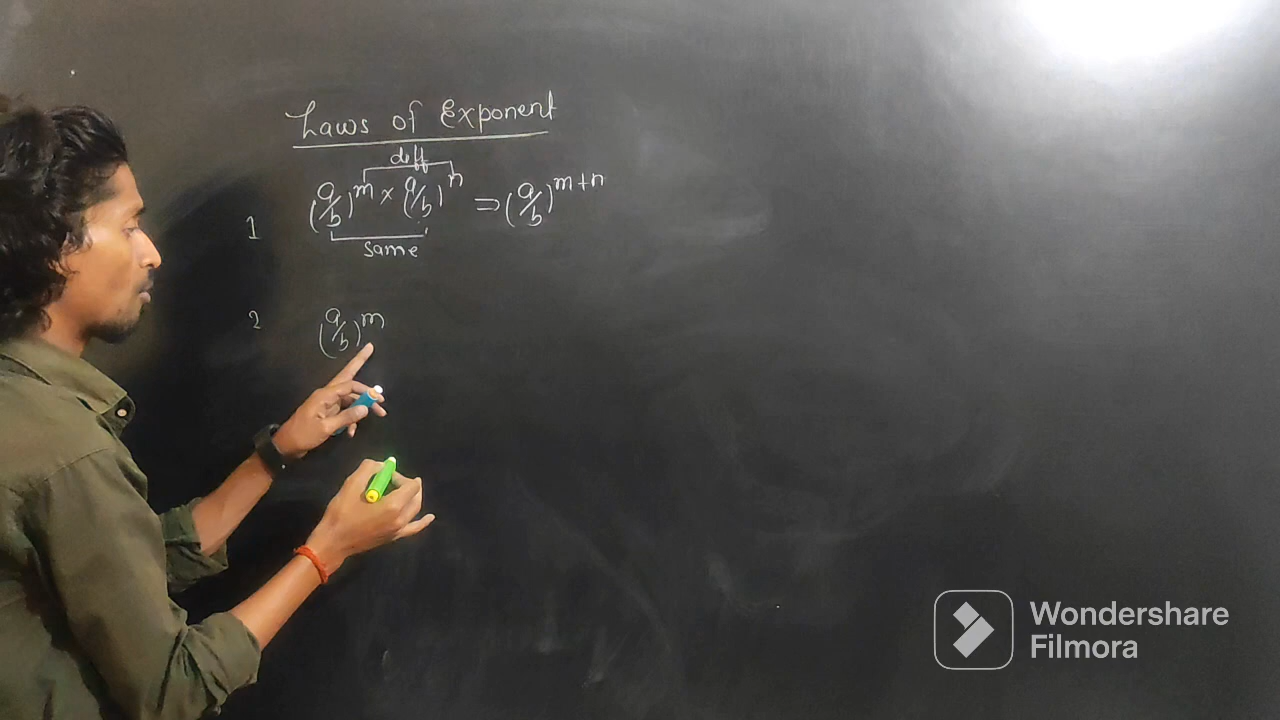 Laws of Exponent
diff
1 (a/b)^m × (a/b)^n ⇒ (a/b)^m+n
same
2 (a/b)^m
Wondershare
Filmora